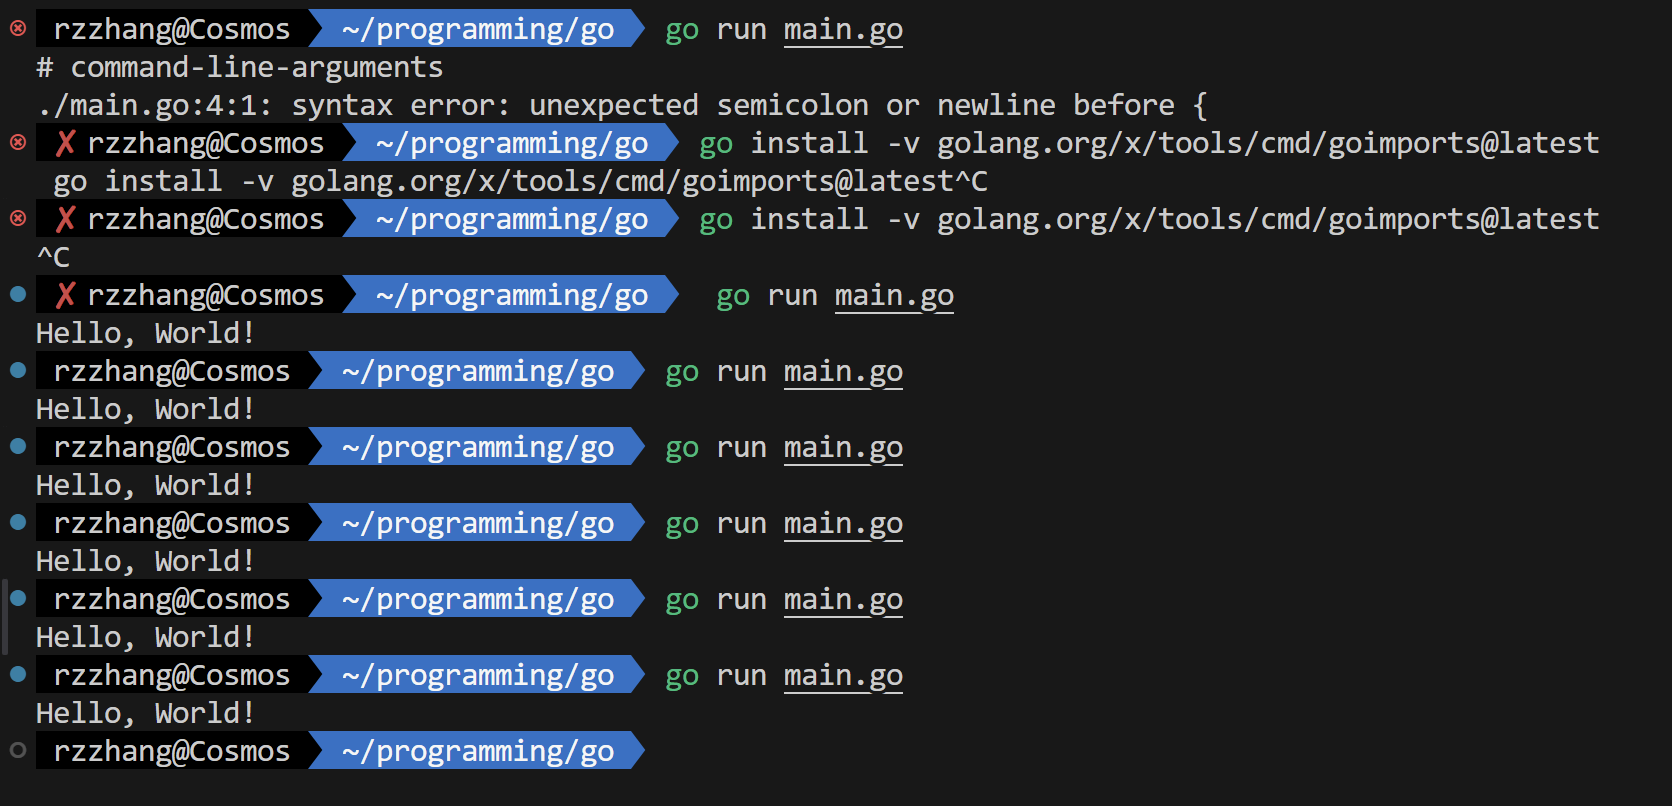 rzzhang@Cosmos ~/programming/go go run main.go
# command-line-arguments
./main.go:4:1: syntax error: unexpected semicolon or newline before {
✗ rzzhang@Cosmos ~/programming/go go install -v golang.org/x/tools/cmd/goimports@latest
go install -v golang.org/x/tools/cmd/goimports@latest^C
✗ rzzhang@Cosmos ~/programming/go go install -v golang.org/x/tools/cmd/goimports@latest
^C
✗ rzzhang@Cosmos ~/programming/go go run main.go
Hello, World!
rzzhang@Cosmos ~/programming/go go run main.go
Hello, World!
rzzhang@Cosmos ~/programming/go go run main.go
Hello, World!
rzzhang@Cosmos ~/programming/go go run main.go
Hello, World!
rzzhang@Cosmos ~/programming/go go run main.go
Hello, World!
rzzhang@Cosmos ~/programming/go go run main.go
Hello, World!
rzzhang@Cosmos ~/programming/go